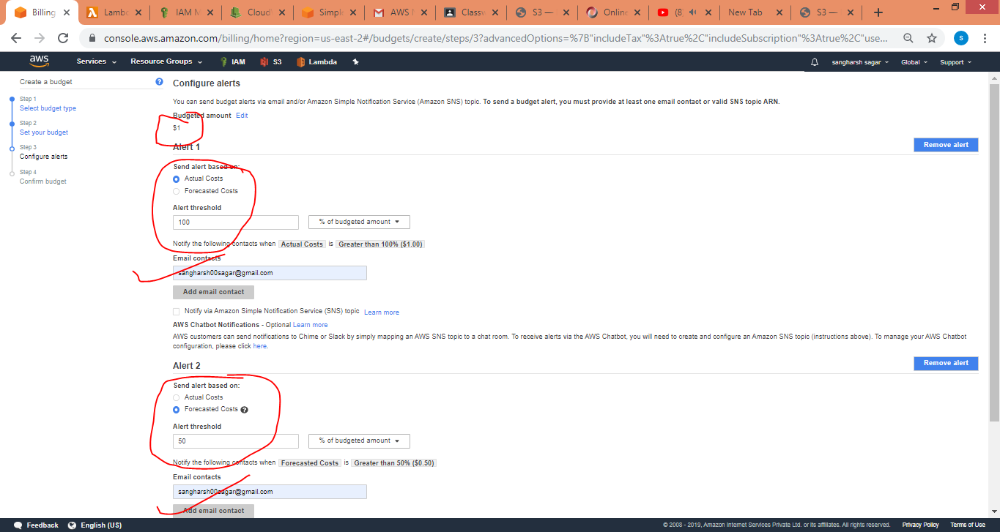 Billing
Lambo
IAM M
Cloud
Simple
AWS
Classw
S3 —
Online
(8
New Tab
S3 —
console.aws.amazon.com/billing/home?region=us-east-2#/budgets/create/steps/3?advancedOptions=%7B"includeTax"%3Atrue%2C"includeSubscription"%3Atrue%2C"use...
S
aws
Services
Resource Groups
IAM
S3
Lambda
sangharsh sagar
Global
Support
Create a budget
?
Step 1
Select budget type
Step 2
Set your budget
Step 3
Configure alerts
Step 4
Confirm budget
Configure alerts
You can send budget alerts via email and/or Amazon Simple Notification Service (Amazon SNS) topic. To send a budget alert, you must provide at least one email contact or valid SNS topic ARN.
Budgeted amount Edit
$1
Alert 1
Remove alert
Send alert based on:
Actual Costs
Forecasted Costs
Alert threshold
100
% of budgeted amount
Notify the following contacts when Actual Costs is Greater than 100% ($1.00)
Email contacts
sangharsh00sagar@gmail.com
Add email contact
Notify via Amazon Simple Notification Service (SNS) topic Learn more
AWS Chatbot Notifications - Optional Learn more
AWS customers can send notifications to Chime or Slack by simply mapping an AWS SNS topic to a chat room. To receive alerts via the AWS Chatbot, you will need to create and configure an Amazon SNS topic (instructions above). To manage your AWS Chatbot
configuration, please click here.
Alert 2
Remove alert
Send alert based on:
Actual Costs
Forecasted Costs ?
Alert threshold
50
% of budgeted amount
Notify the following contacts when Forecasted Costs is Greater than 50% ($0.50)
Email contacts
sangharsh00sagar@gmail.com
Add email contact
Feedback
English (US)
© 2008 - 2019, Amazon Internet Services Private Ltd. or its affiliates. All rights reserved.
Privacy Policy
Terms of Use